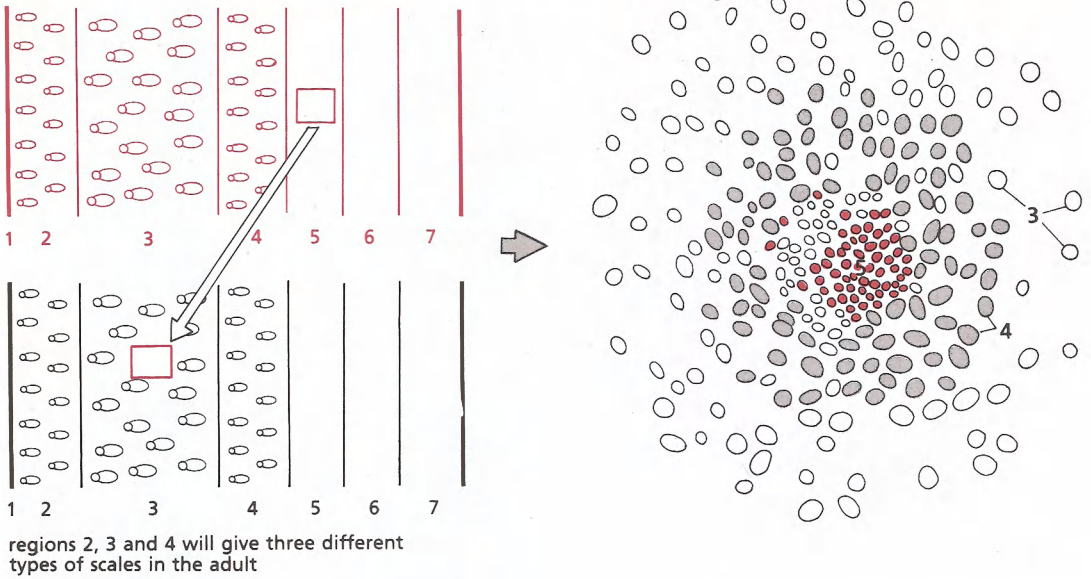 1 2 3 4 5 6 7
5
3
4
1 2 3 4 5 6 7
regions 2, 3 and 4 will give three different
types of scales in the adult